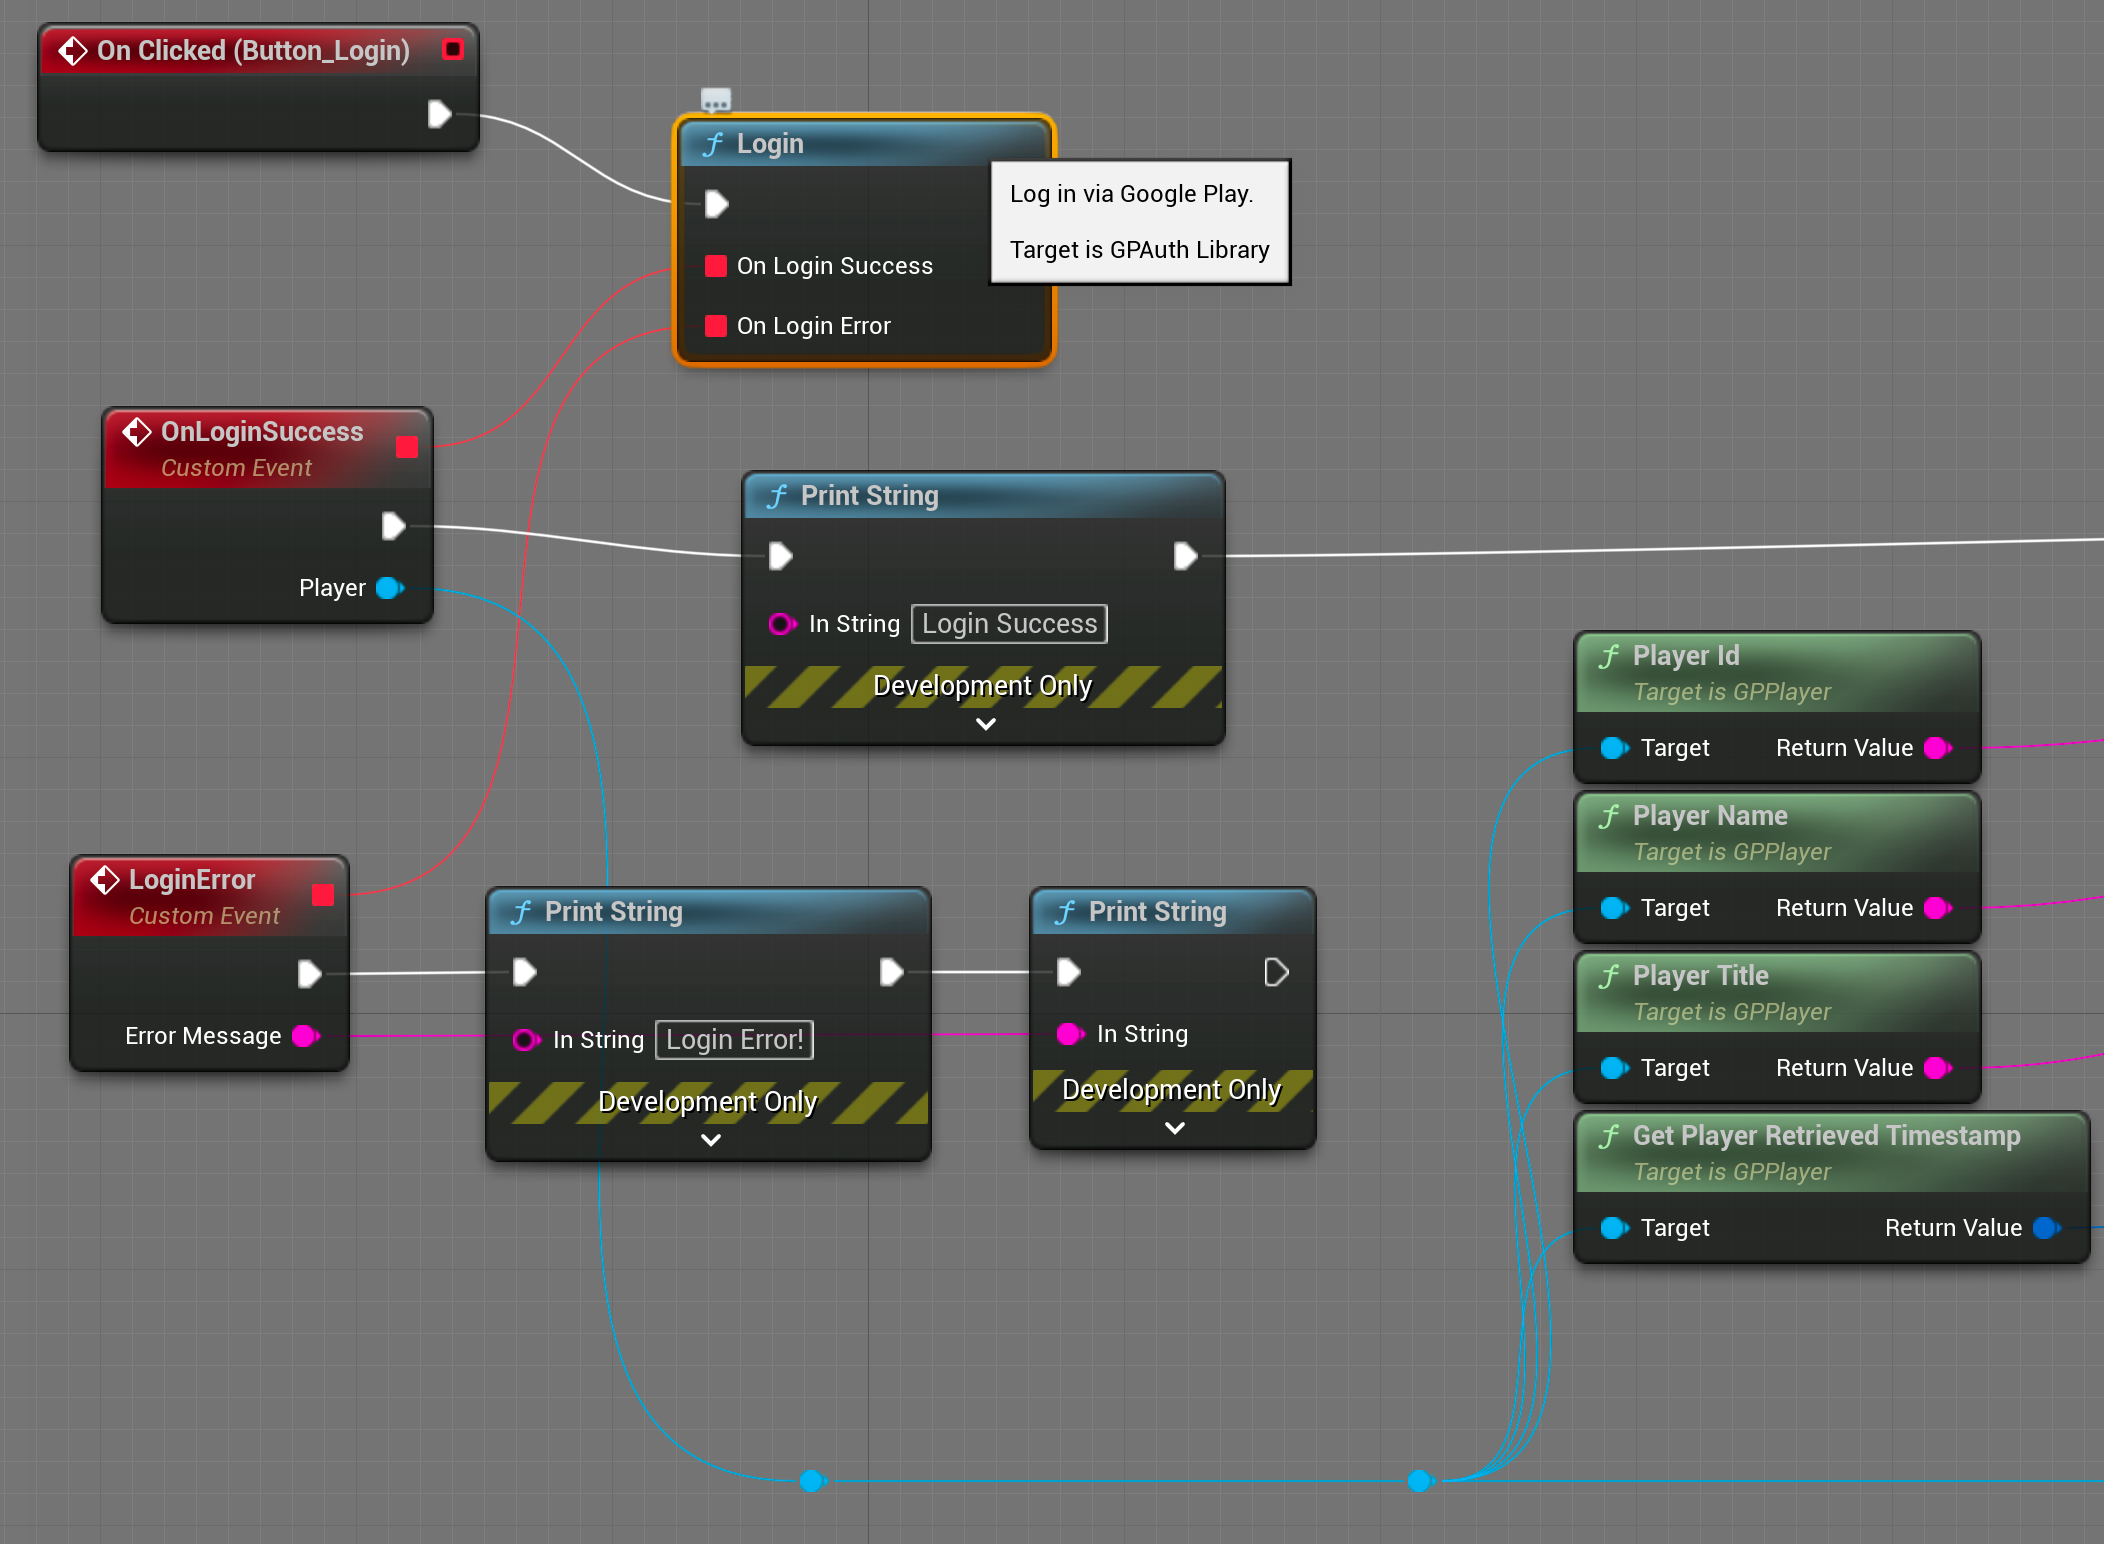 On Clicked (Button_Login)
Login
Log in via Google Play.
Target is GPAuth Library
On Login Success
On Login Error
OnLoginSuccess
Custom Event
Player
Print String
In String Login Success
Development Only
Player Id
Target is GPPlayer
Target Return Value
Player Name
Target is GPPlayer
Target Return Value
Player Title
Target is GPPlayer
Target Return Value
Get Player Retrieved Timestamp
Target is GPPlayer
Target Return Value
LoginError
Custom Event
Error Message
Print String
In String Login Error!
Development Only
Print String
In String
Development Only